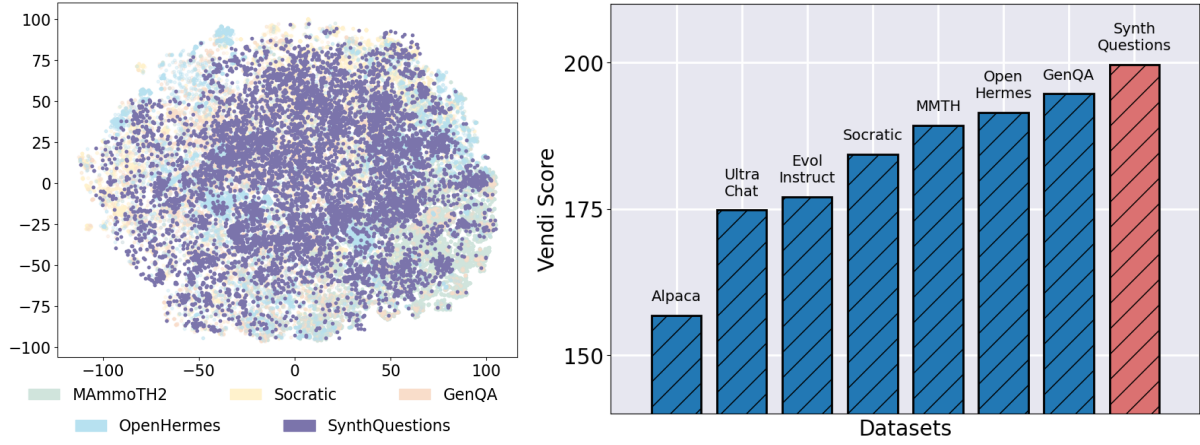 100
75
50
25
0
−25
−50
−75
−100
−100
−50
0
50
100
MAmmoTH2
Socratic
GenQA
OpenHermes
SynthQuestions
Vendi Score
200
175
150
Alpaca
Ultra
Chat
Evol
Instruct
Socratic
MMTH
Open
Hermes
GenQA
Synth
Questions
Datasets